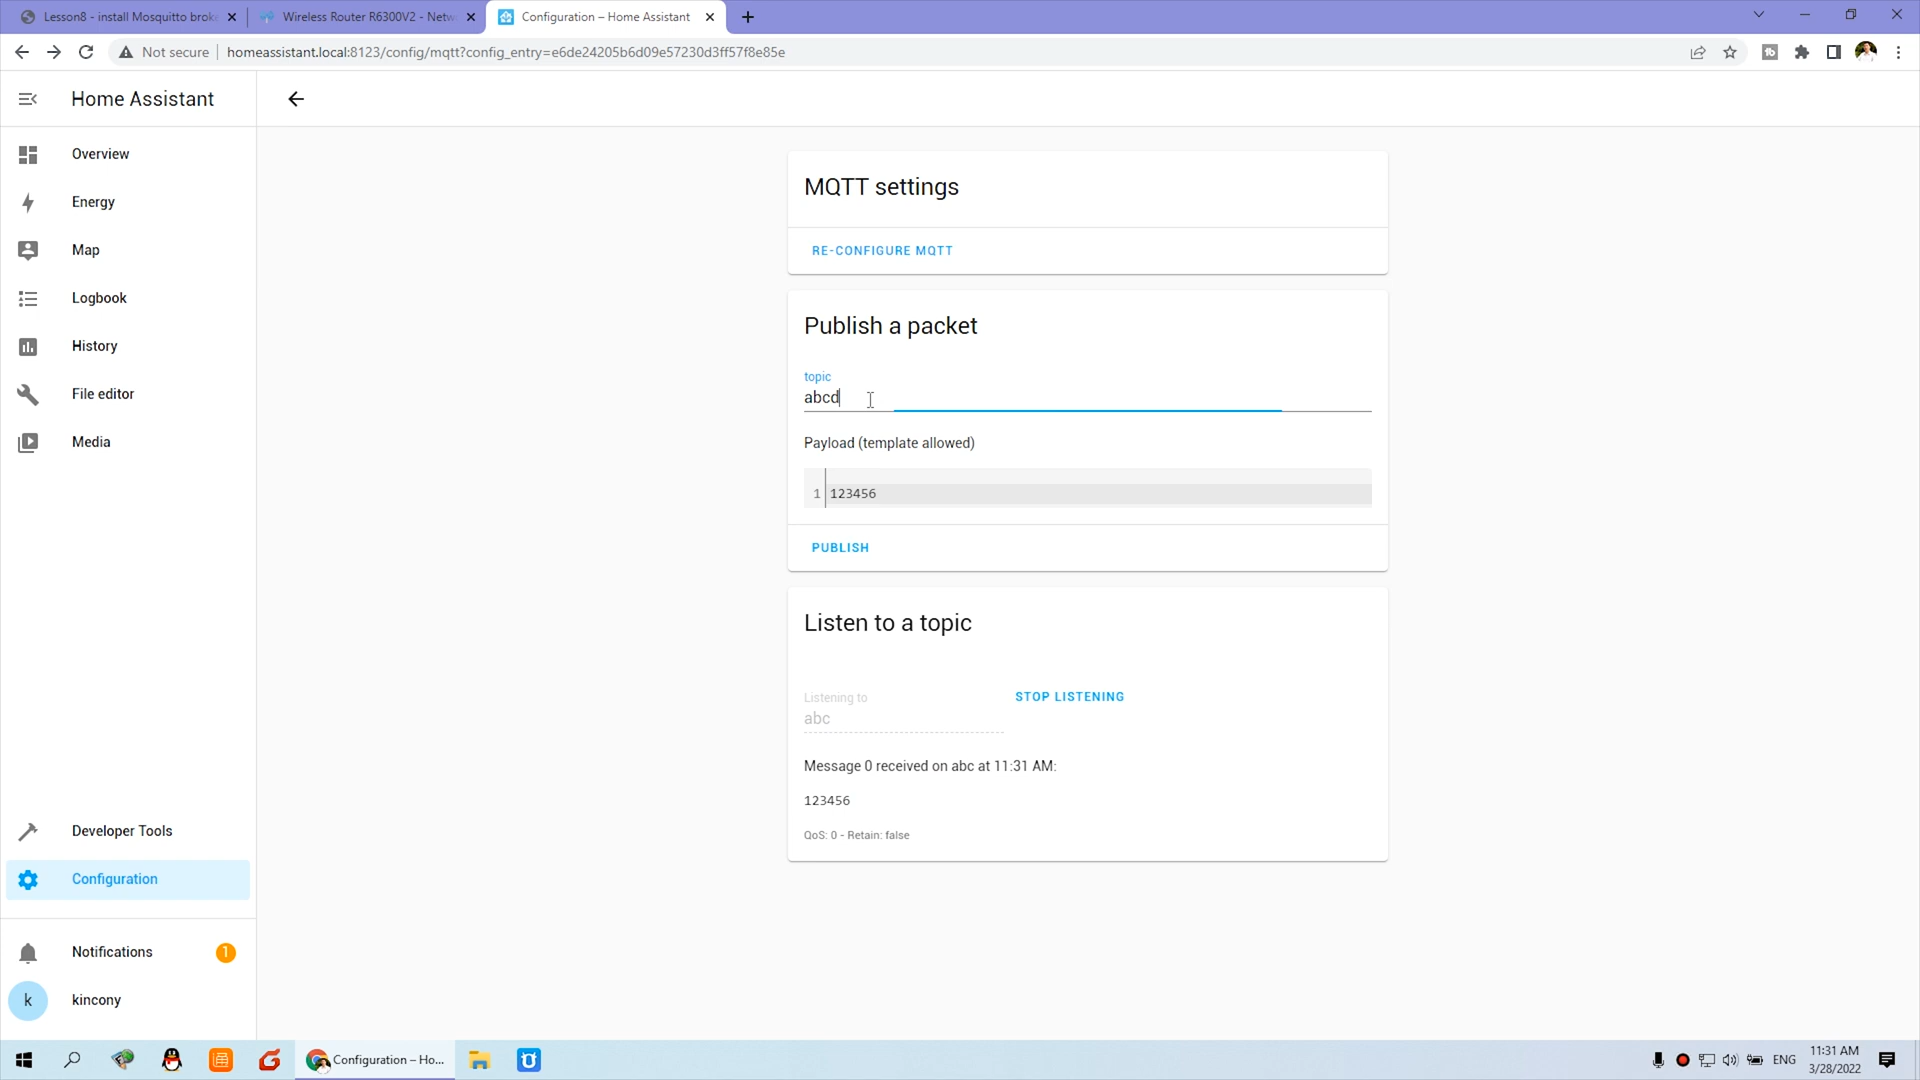 Lesson8 - install Mosquitto brok
Wireless Router R6300V2 - Netw
Configuration – Home Assistant
Not secure
homeassistant.local:8123/config/mqtt?config_entry=e6de24205b6d09e57230d3ff57f8e85e
Home Assistant
Overview
Energy
Map
Logbook
History
File editor
Media
Developer Tools
Configuration
Notifications
1
k
kincony
MQTT settings
RE-CONFIGURE MQTT
Publish a packet
topic
abcd
Payload (template allowed)
1 123456
PUBLISH
Listen to a topic
Listening to
abc
STOP LISTENING
Message 0 received on abc at 11:31 AM:
123456
QoS: 0 - Retain: false
Configuration – Ho...
ENG
11:31 AM
3/28/2022